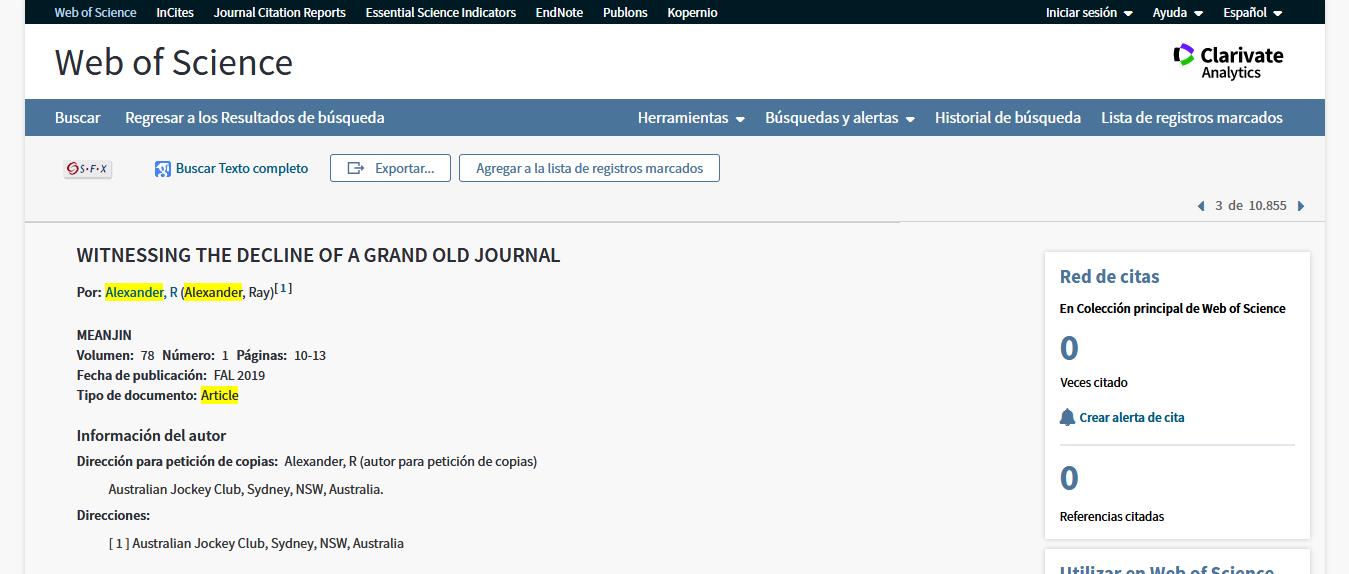 Web of Science InCites Journal Citation Reports Essential Science Indicators EndNote Publons Kopernio Iniciar sesión Ayuda Español
Web of Science
Clarivate
Analytics
Buscar Regresar a los Resultados de búsqueda Herramientas Búsquedas y alertas Historial de búsqueda Lista de registros marcados
S·F·X Buscar Texto completo Exportar... Agregar a la lista de registros marcados
3 de 10.855
WITNESSING THE DECLINE OF A GRAND OLD JOURNAL
Por: Alexander, R (Alexander, Ray)[ 1 ]
MEANJIN
Volumen: 78 Número: 1 Páginas: 10-13
Fecha de publicación: FAL 2019
Tipo de documento: Article
Información del autor
Dirección para petición de copias: Alexander, R (autor para petición de copias)
Australian Jockey Club, Sydney, NSW, Australia.
Direcciones:
[ 1 ] Australian Jockey Club, Sydney, NSW, Australia
Red de citas
En Colección principal de Web of Science
0
Veces citado
Crear alerta de cita
0
Referencias citadas
Utilizar en Web of Science